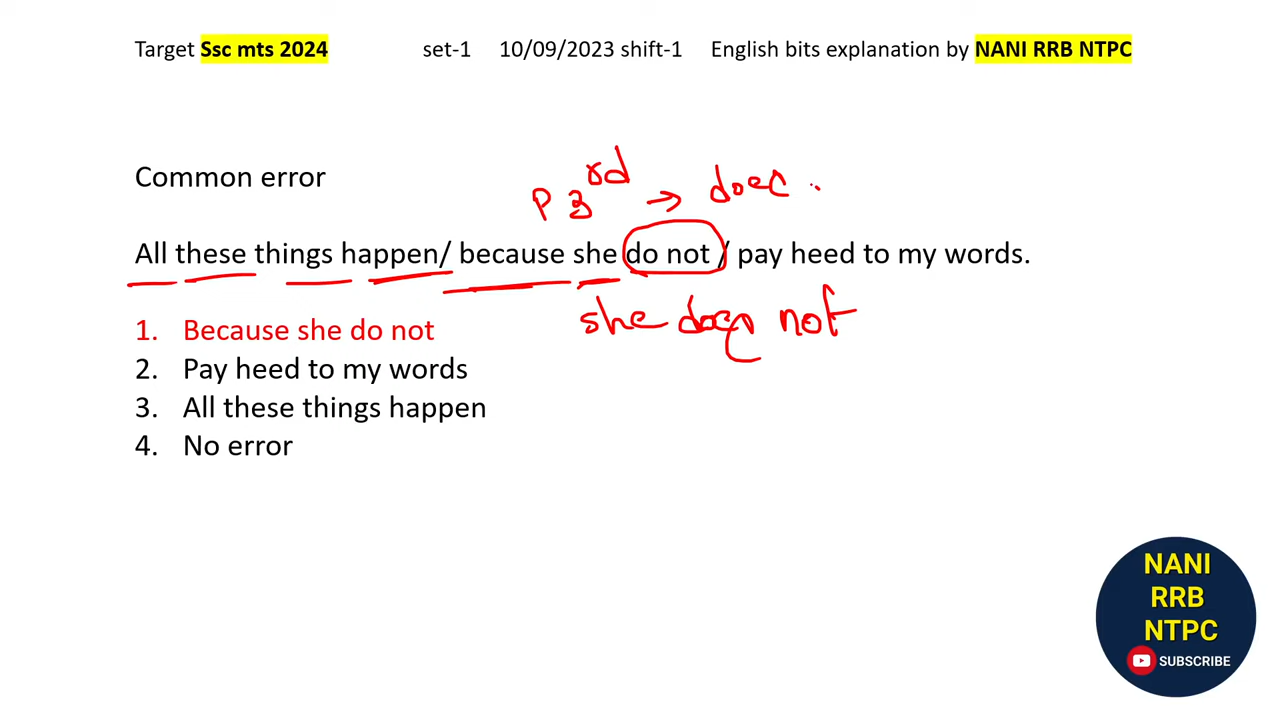 Target Ssc mts 2024 set-1 10/09/2023 shift-1 English bits explanation by NANI RRB NTPC
Common error
P 3rd → does
All these things happen/ because she do not / pay heed to my words.
she does not
1. Because she do not
2. Pay heed to my words
3. All these things happen
4. No error
NANI
RRB
NTPC
SUBSCRIBE